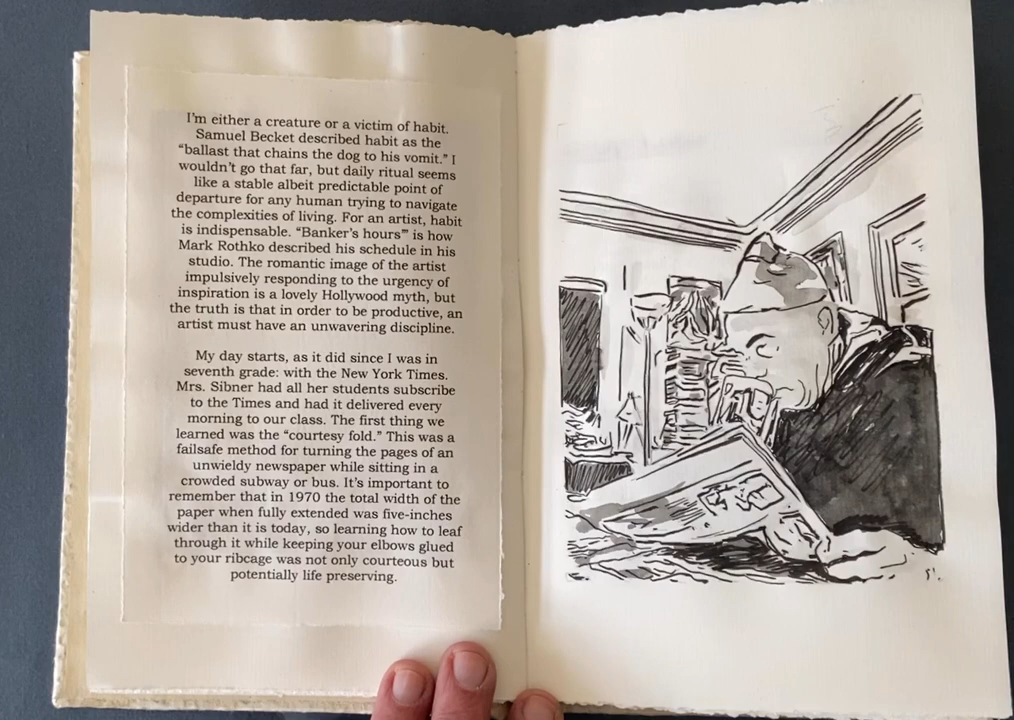 I'm either a creature or a victim of habit.
Samuel Becket described habit as the
“ballast that chains the dog to his vomit.” I
wouldn't go that far, but daily ritual seems
like a stable albeit predictable point of
departure for any human trying to navigate
the complexities of living. For an artist, habit
is indispensable. “Banker's hours’” is how
Mark Rothko described his schedule in his
studio. The romantic image of the artist
impulsively responding to the urgency of
inspiration is a lovely Hollywood myth, but
the truth is that in order to be productive, an
artist must have an unwavering discipline.
My day starts, as it did since I was in
seventh grade: with the New York Times.
Mrs. Sibner had all her students subscribe
to the Times and had it delivered every
morning to our class. The first thing we
learned was the “courtesy fold.” This was a
failsafe method for turning the pages of an
unwieldy newspaper while sitting in a
crowded subway or bus. It's important to
remember that in 1970 the total width of the
paper when fully extended was five-inches
wider than it is today, so learning how to leaf
through it while keeping your elbows glued
to your ribcage was not only courteous but
potentially life preserving.